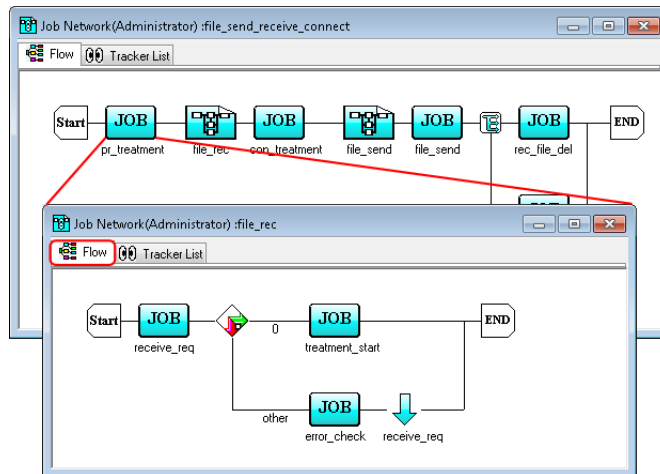 Job Network(Administrator) :file_send_receive_connect
Flow Tracker List
Start JOB JOB JOB JOB END
pr_treatment file_rec con_treatment file_send file_send rec_file_del
Job Network(Administrator) :file_rec
Flow Tracker List
Start JOB 0 JOB END
receive_req treatment_start
other JOB
error_check receive_req